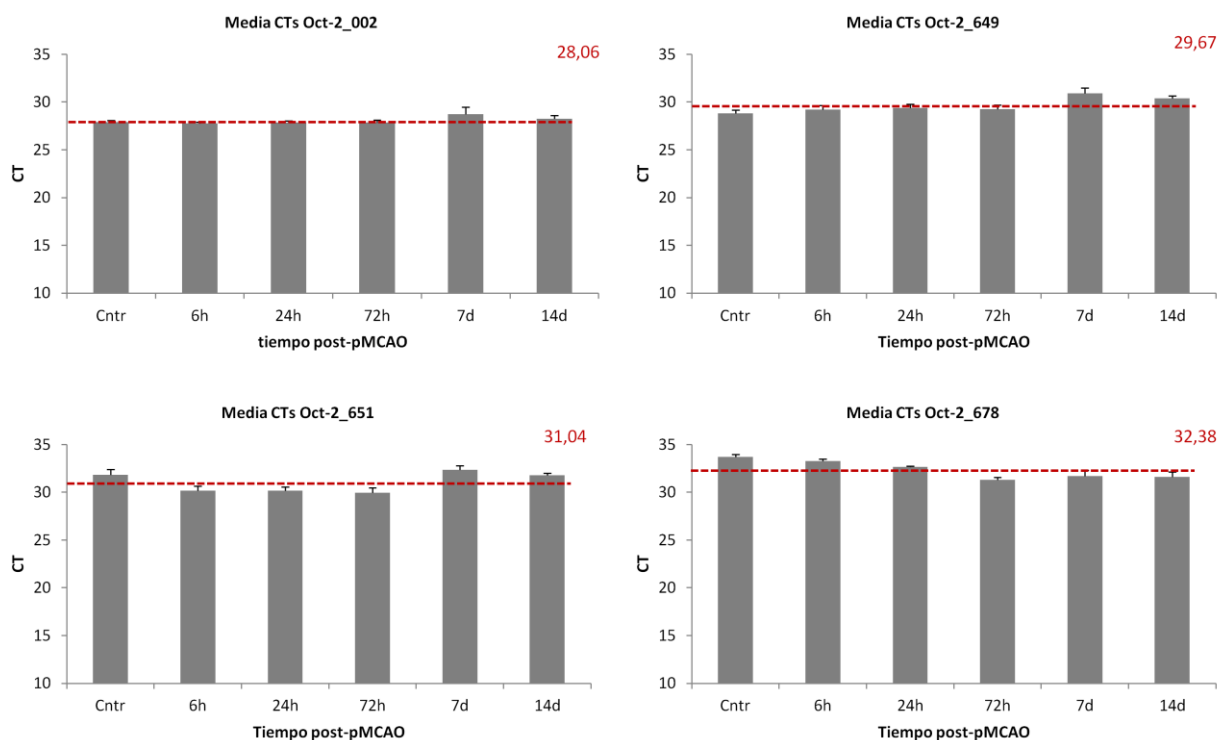 Media CTs Oct-2_002
28,06
35
30
25
20
15
10
CT
Cntr 6h 24h 72h 7d 14d
tiempo post-pMCAO
Media CTs Oct-2_649
29,67
35
30
25
20
15
10
CT
Cntr 6h 24h 72h 7d 14d
Tiempo post-pMCAO
Media CTs Oct-2_651
31,04
35
30
25
20
15
10
CT
Cntr 6h 24h 72h 7d 14d
Tiempo post-pMCAO
Media CTs Oct-2_678
32,38
35
30
25
20
15
10
CT
Cntr 6h 24h 72h 7d 14d
Tiempo post-pMCAO